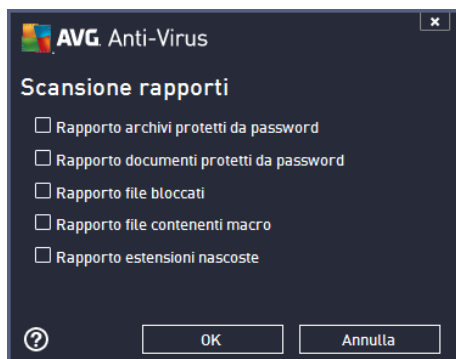 AVG Anti-Virus
Scansione rapporti
Rapporto archivi protetti da password
Rapporto documenti protetti da password
Rapporto file bloccati
Rapporto file contenenti macro
Rapporto estensioni nascoste
? OK Annulla